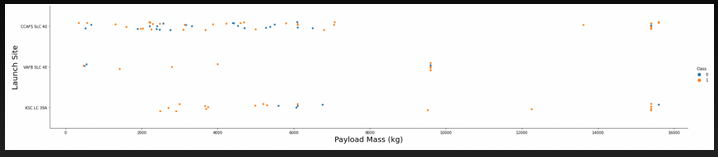 Launch Site
CCAFS SLC 40
VAFB SLC 4E
KSC LC 39A
0
2000
4000
6000
8000
10000
12000
14000
16000
Payload Mass (kg)
Class
0
1